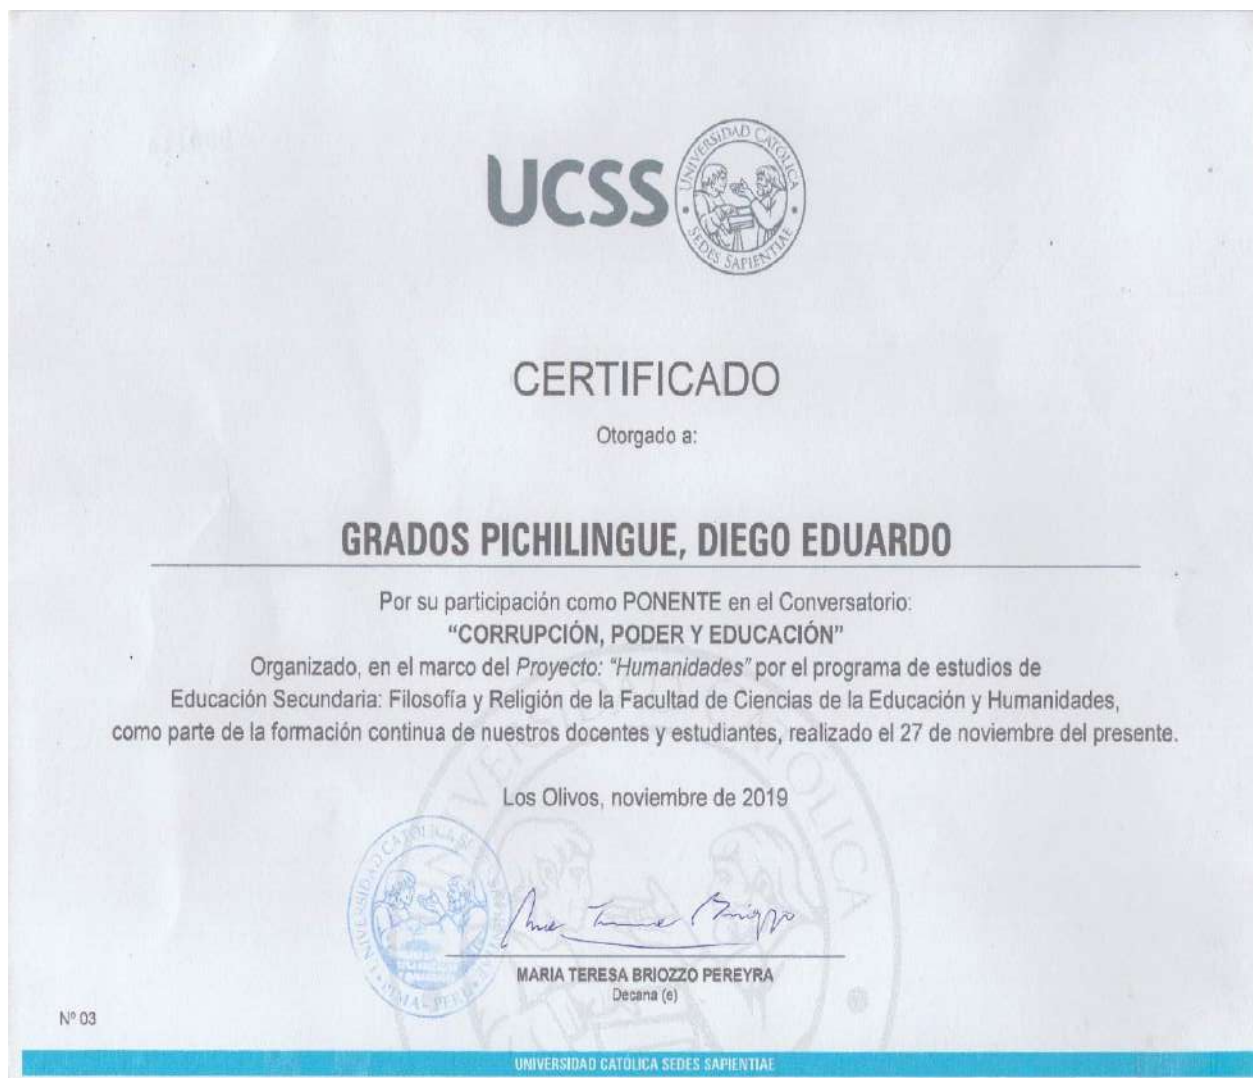 UCSS
UNIVERSIDAD CATOLICA
SEDES SAPIENTIAE
CERTIFICADO
Otorgado a:
GRADOS PICHILINGUE, DIEGO EDUARDO
Por su participación como PONENTE en el Conversatorio:
“CORRUPCIÓN, PODER Y EDUCACIÓN”
Organizado, en el marco del Proyecto: “Humanidades” por el programa de estudios de
Educación Secundaria: Filosofía y Religión de la Facultad de Ciencias de la Educación y Humanidades,
como parte de la formación continua de nuestros docentes y estudiantes, realizado el 27 de noviembre del presente.
Los Olivos, noviembre de 2019
MARIA TERESA BRIOZZO PEREYRA
Decana (e)
Nº 03
UNIVERSIDAD CATÓLICA SEDES SAPIENTIAE